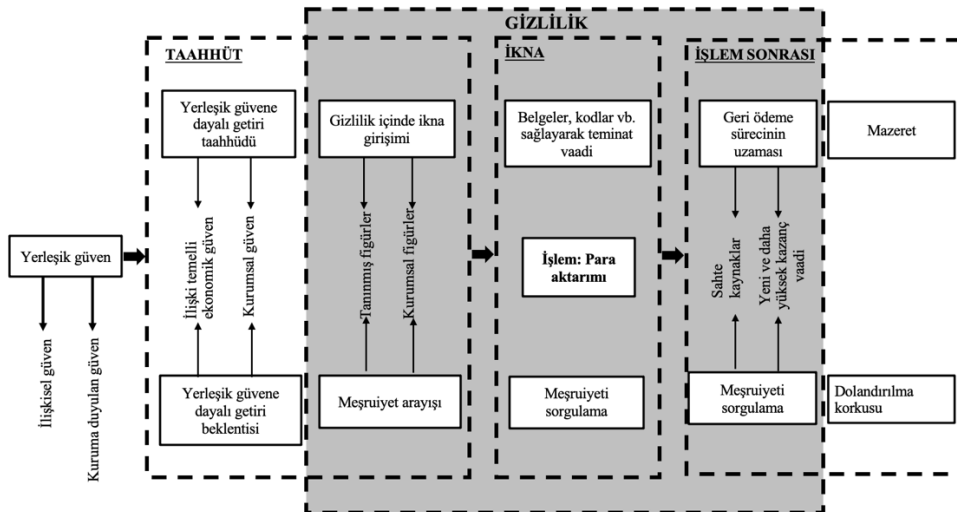 GİZLİLİK
TAAHHÜT
İKNA
İŞLEM SONRASI
Yerleşik güvene
dayalı getiri
taahhüdü
Gizlilik içinde ikna
girişimi
Belgeler, kodlar vb.
sağlayarak teminat
vaadi
Geri ödeme
sürecinin
uzaması
Mazeret
Yerleşik güven
İlişkisel güven
Kuruma duyulan güven
İlişki temelli
ekonomik güven
Kurumsal güven
Tanınmış figürler
Kurumsal figürler
İşlem: Para
aktarımı
Sahte
kaynaklar
Yeni ve daha
yüksek kazanç
vaadi
Yerleşik güvene
dayalı getiri
beklentisi
Meşruiyet arayışı
Meşruiyeti
sorgulama
Meşruiyeti
sorgulama
Dolandırılma
korkusu